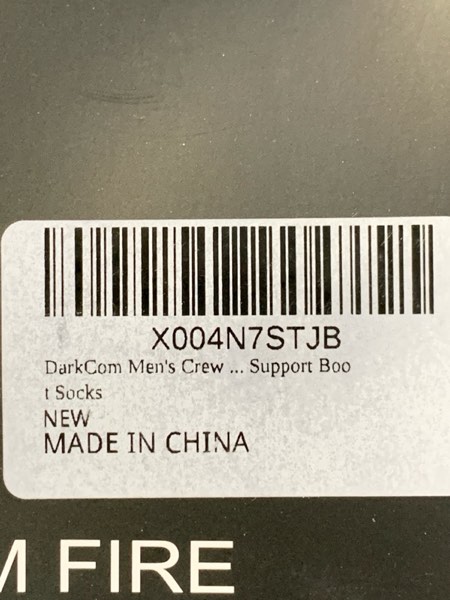 X004N7STJB
DarkCom Men's Crew ... Support Boo
t Socks
NEW
MADE IN CHINA
M FIRE